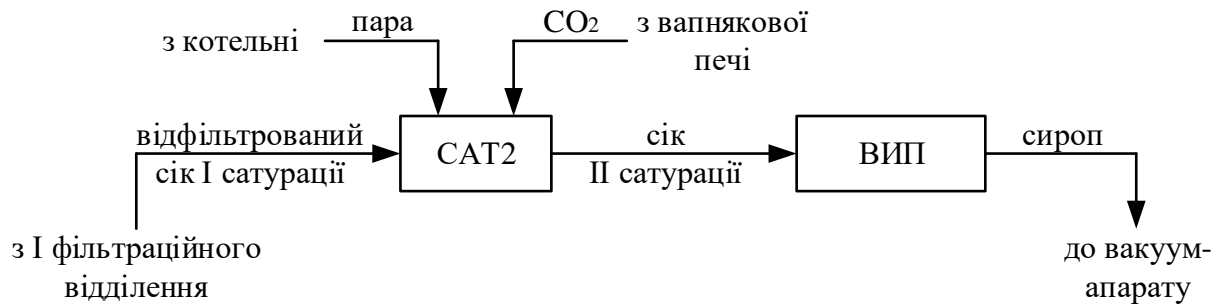 пара
з котельні
CO2
з вапнякової
печі
відфільтрований
сік I сатурації
САТ2
сік
II сатурації
ВИП
сироп
з I фільтраційного
відділення
до вакуум-
апарату